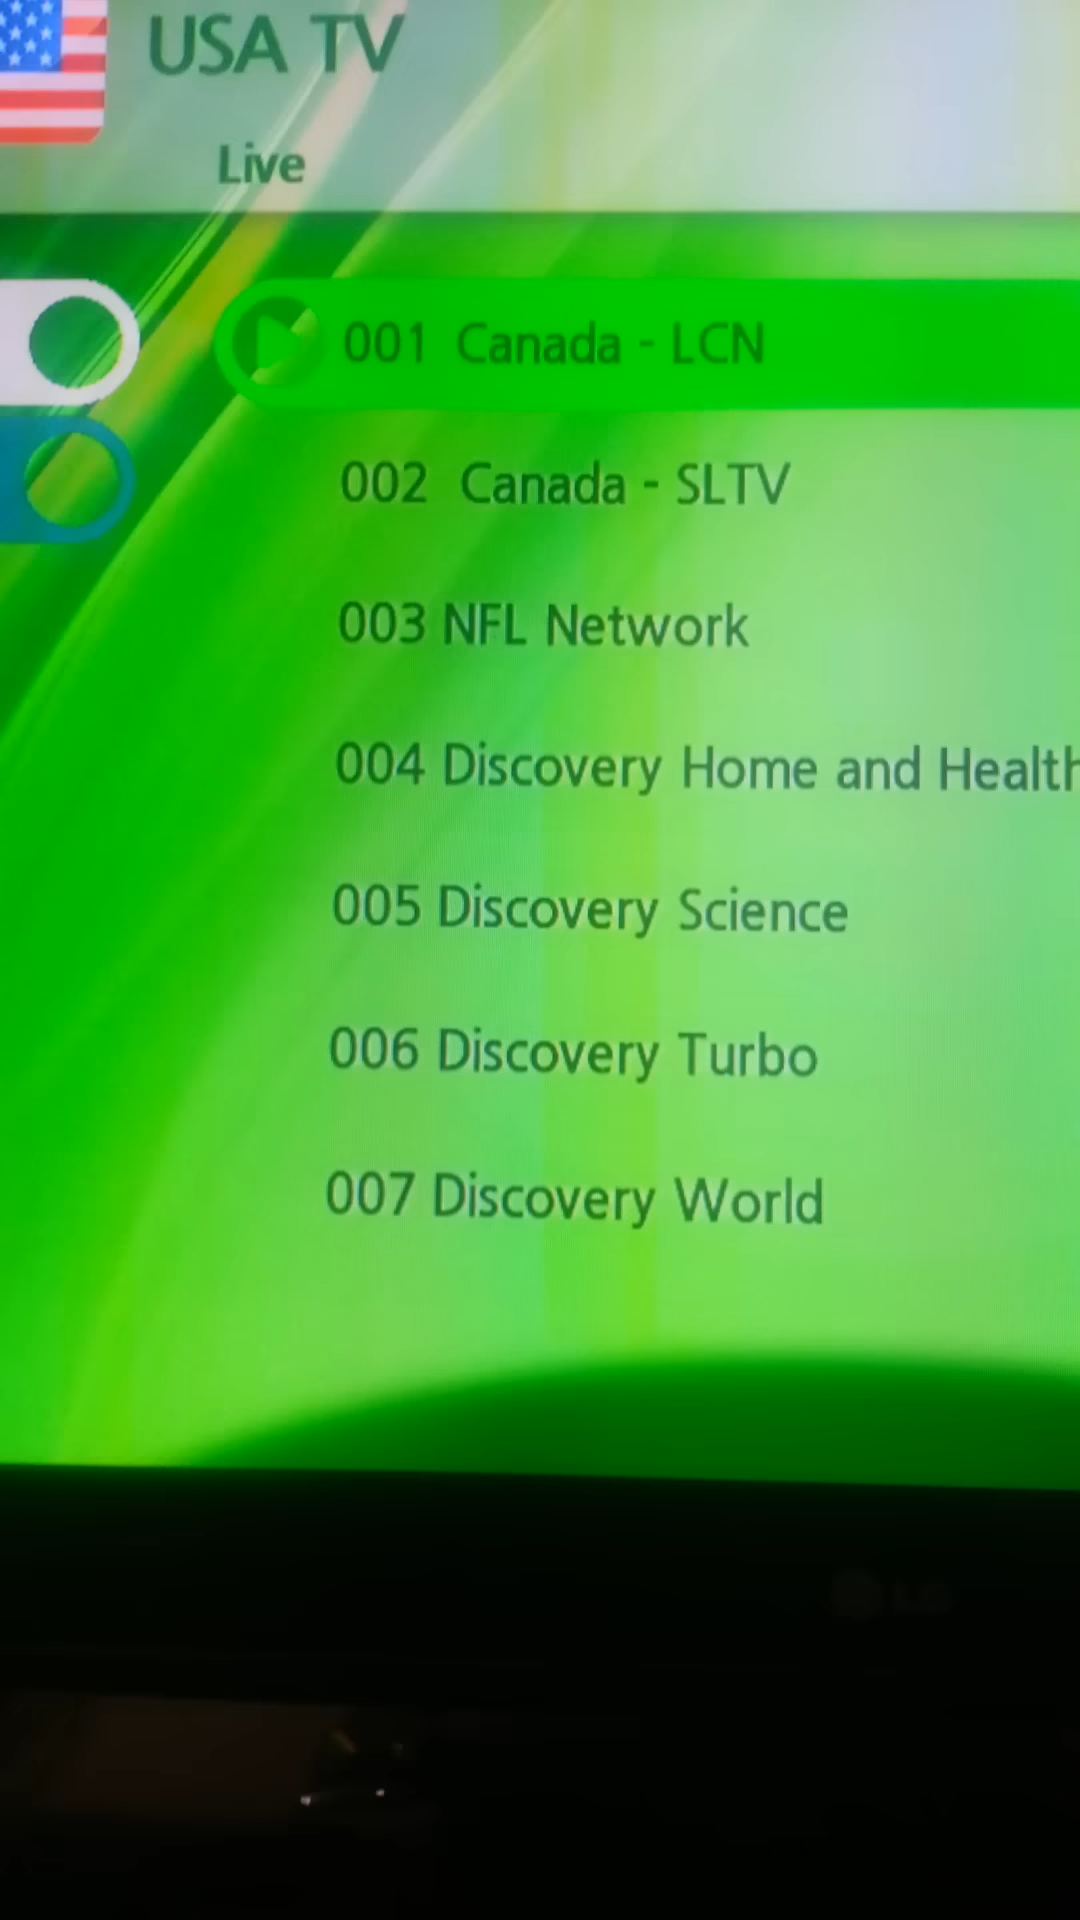 USA TV
Live
001 Canada - LCN
002 Canada - SLTV
003 NFL Network
004 Discovery Home and Health
005 Discovery Science
006 Discovery Turbo
007 Discovery World
LG